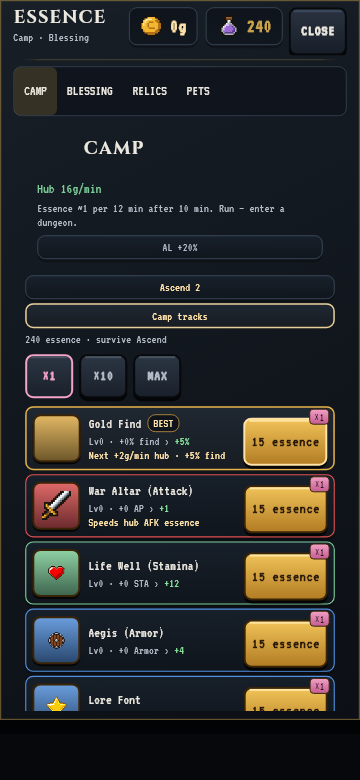 ESSENCE
Camp · Blessing
0g
240
CLOSE
CAMP
BLESSING
RELICS
PETS
CAMP
Hub 16g/min
Essence ~1 per 12 min after 10 min. Run — enter a
dungeon.
AL +20%
Ascend 2
Camp tracks
240 essence · survive Ascend
X1
X10
MAX
Gold Find BEST
Lv0 · +0% find › +5%
Next +2g/min hub · +5% find
X1
15 essence
War Altar (Attack)
Lv0 · +0 AP › +1
Speeds hub AFK essence
X1
15 essence
Life Well (Stamina)
Lv0 · +0 STA › +12
X1
15 essence
Aegis (Armor)
Lv0 · +0 Armor › +4
X1
15 essence
Lore Font
X1
15 essence